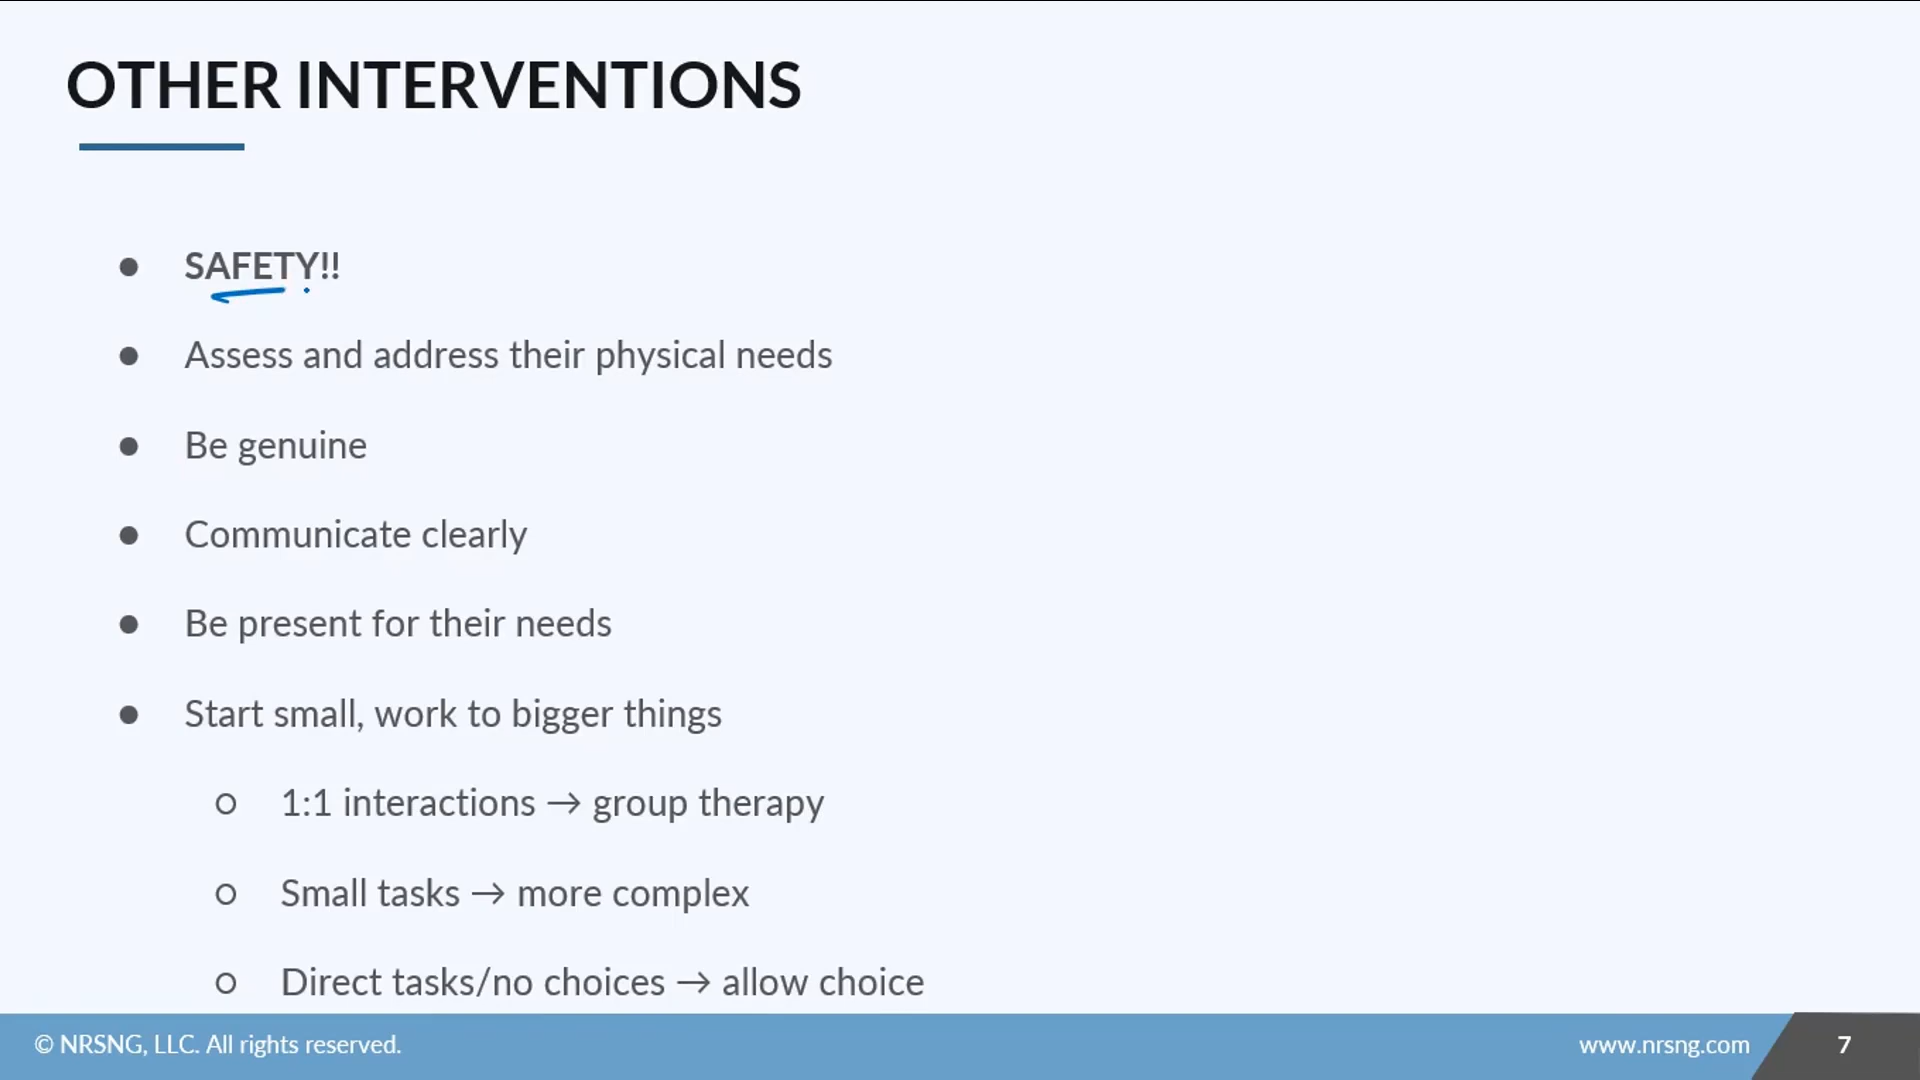 OTHER INTERVENTIONS
● SAFETY!!
● Assess and address their physical needs
● Be genuine
● Communicate clearly
● Be present for their needs
● Start small, work to bigger things
○ 1:1 interactions → group therapy
○ Small tasks → more complex
○ Direct tasks/no choices → allow choice
© NRSNG, LLC. All rights reserved.
www.nrsng.com
7